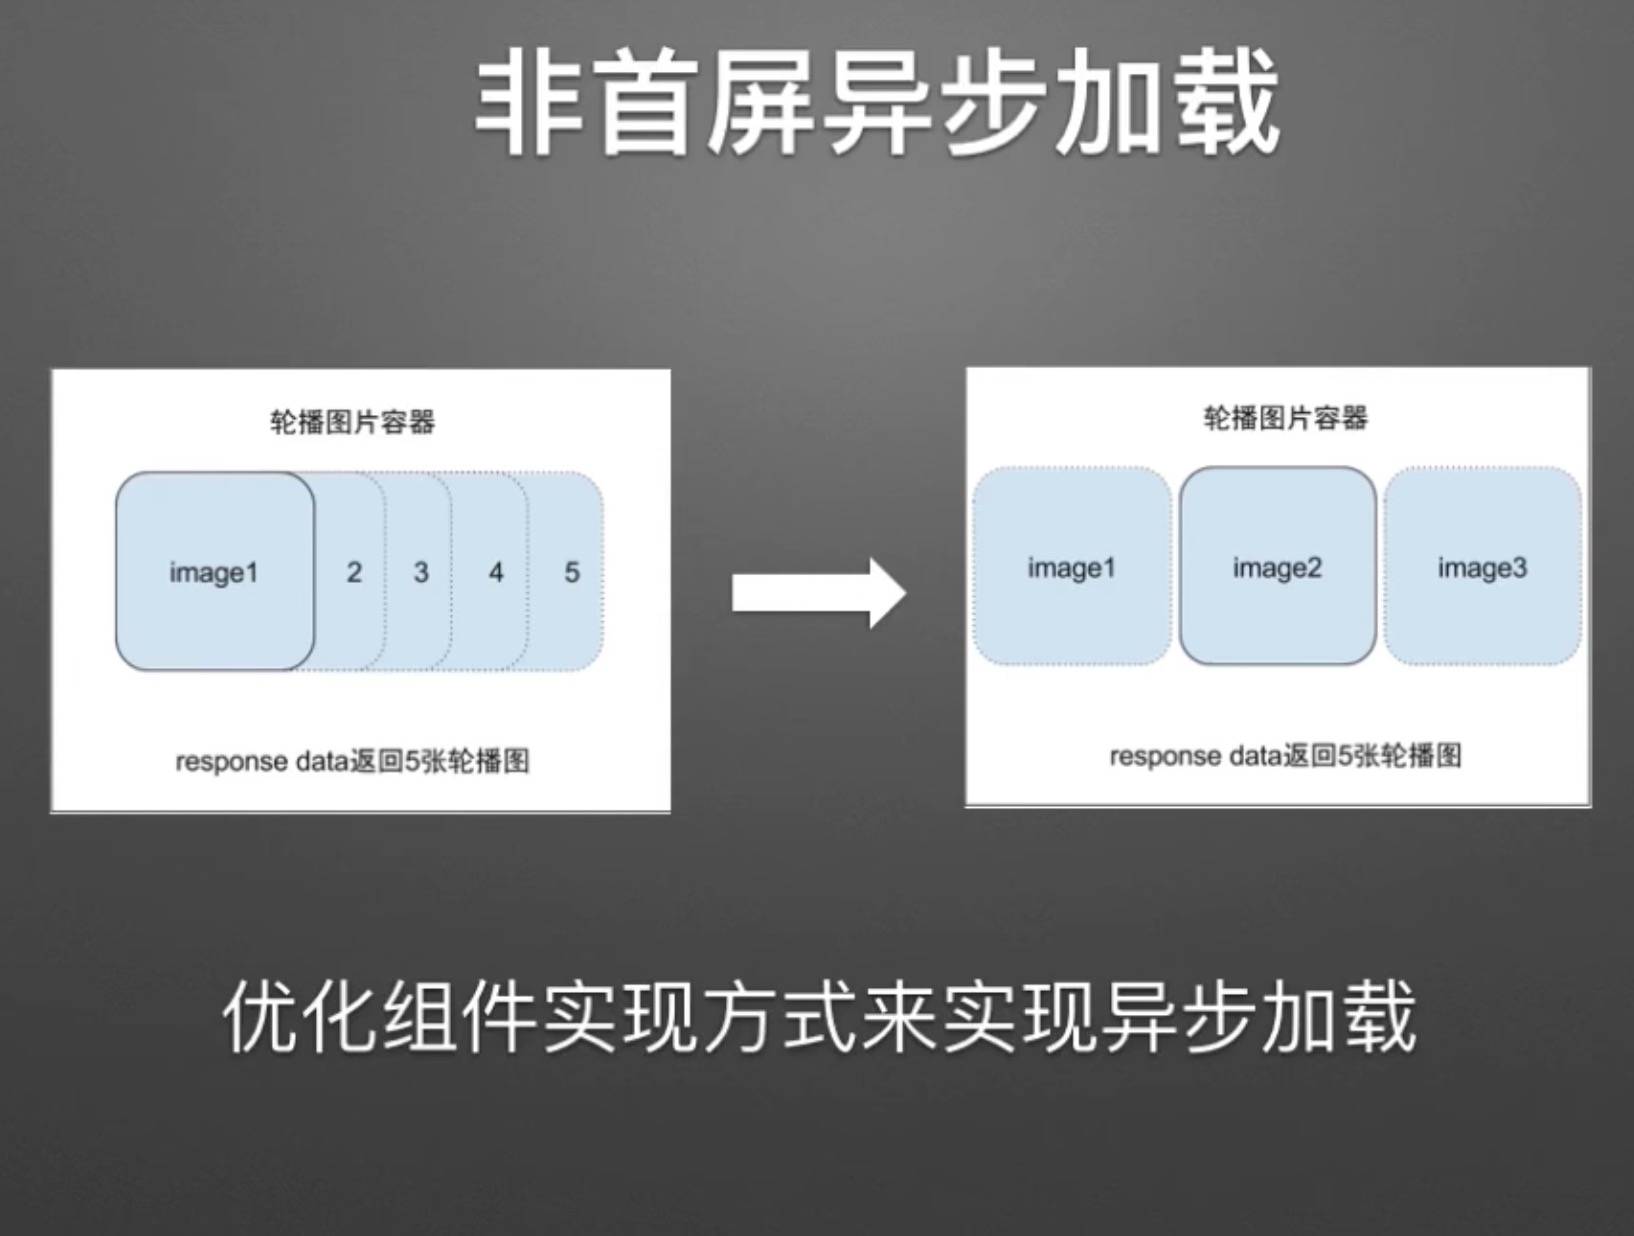 非首屏异步加载
轮播图片容器
image1 2 3 4 5
response data返回5张轮播图
轮播图片容器
image1 image2 image3
response data返回5张轮播图
优化组件实现方式来实现异步加载